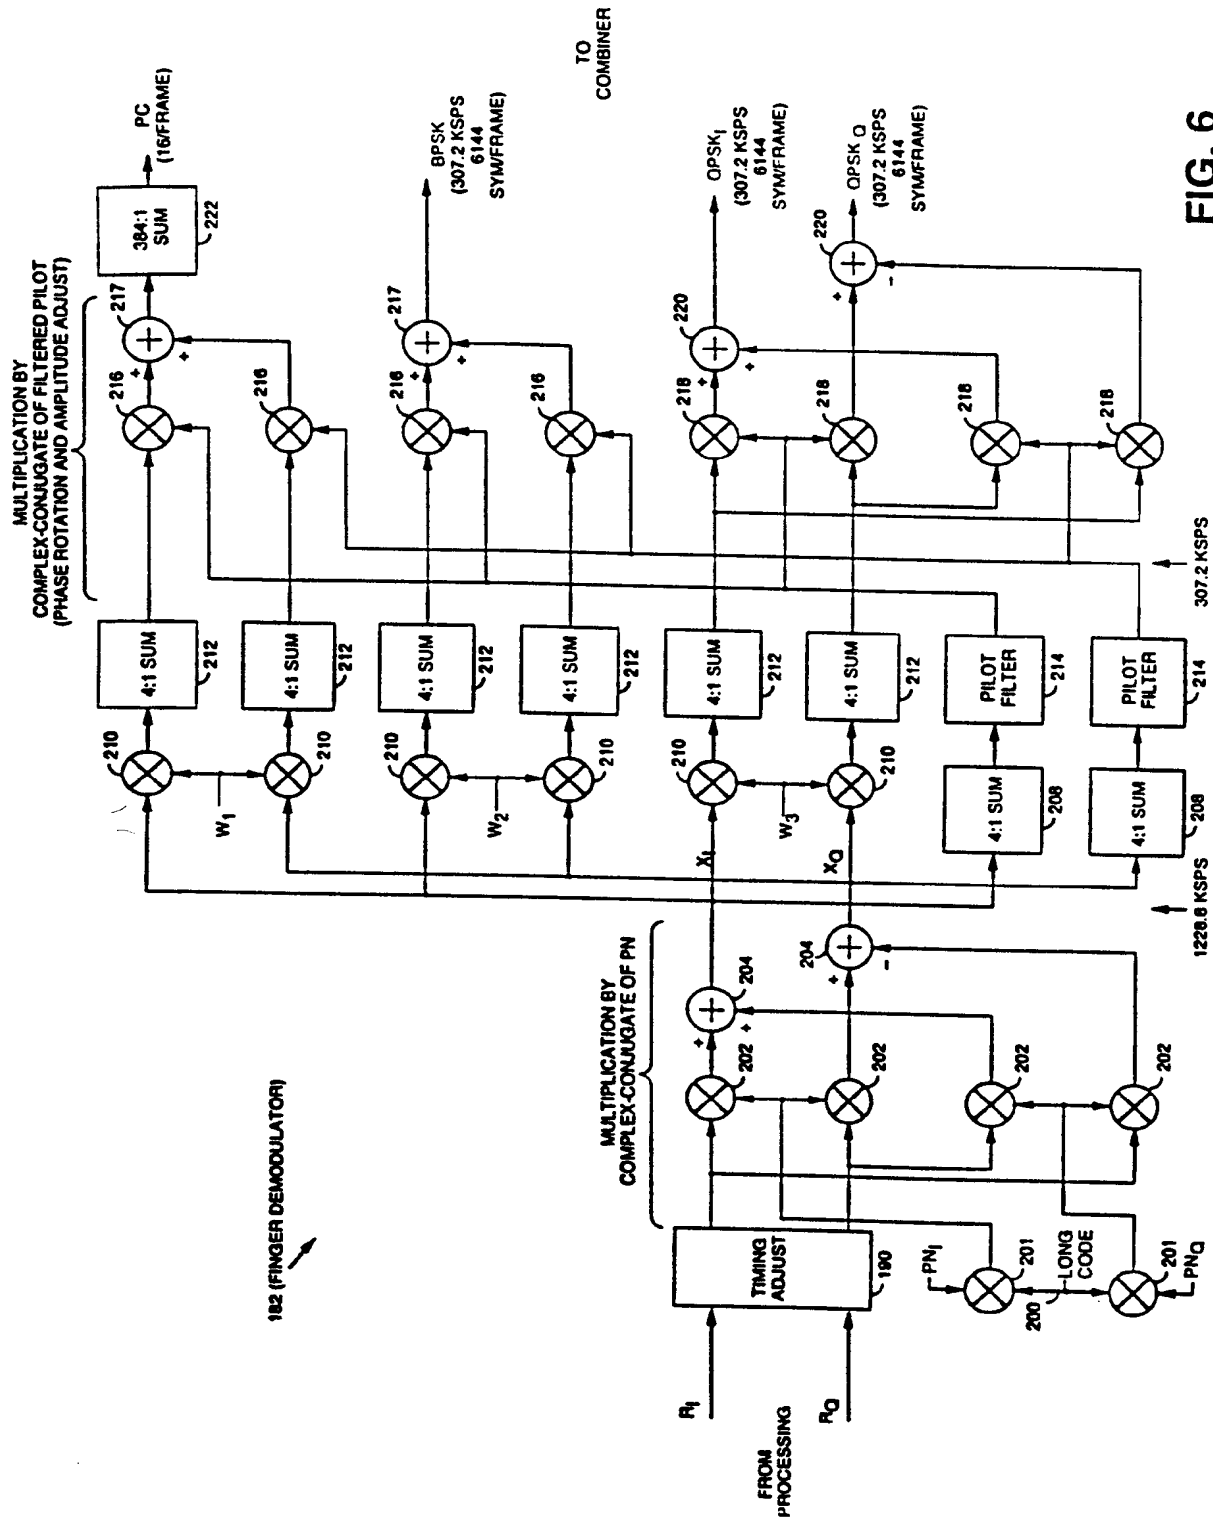 182 (FINGER DEMODULATOR)
FROM
PROCESSING
RI
RQ
TIMING
ADJUST
190
PNI
201
LONG
CODE
200
201
PNQ
MULTIPLICATION BY
COMPLEX-CONJUGATE OF PN
202
202
202
202
+
+
204
+
-
204
XI
XQ
1228.8 KSPS
W1
W2
W3
210
210
210
210
210
210
4:1 SUM
212
4:1 SUM
212
4:1 SUM
212
4:1 SUM
212
4:1 SUM
212
4:1 SUM
212
4:1 SUM
208
4:1 SUM
208
PILOT
FILTER
214
PILOT
FILTER
214
307.2 KSPS
MULTIPLICATION BY
COMPLEX-CONJUGATE OF FILTERED PILOT
(PHASE ROTATION AND AMPLITUDE ADJUST)
216
216
216
216
218
218
218
218
+
+
217
+
+
217
+
+
220
+
-
220
384:1
SUM
222
PC
(16/FRAME)
BPSK
(307.2 KSPS
6144
SYM/FRAME)
QPSKI
(307.2 KSPS
6144
SYM/FRAME)
QPSK Q
(307.2 KSPS
6144
SYM/FRAME)
TO
COMBINER
FIG. 6